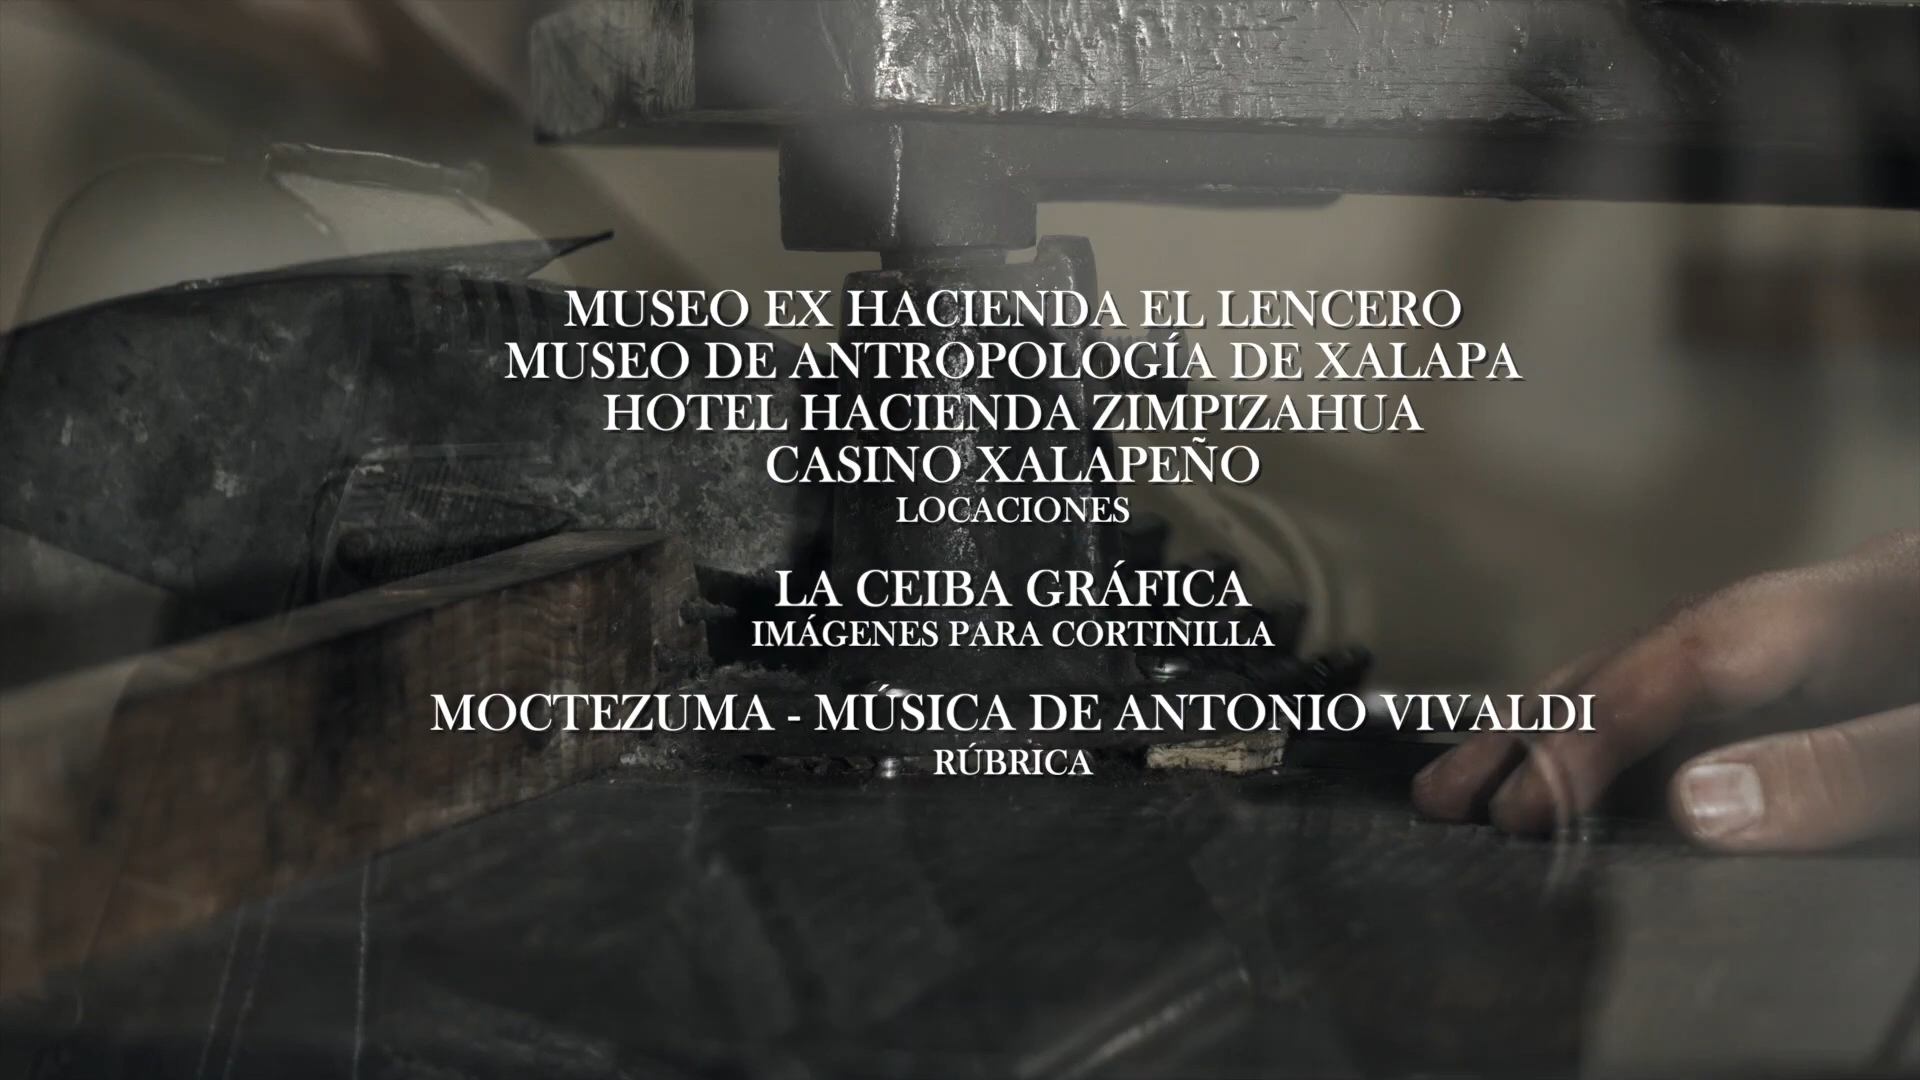 MUSEO EX HACIENDA EL LENCERO
MUSEO DE ANTROPOLOGÍA DE XALAPA
HOTEL HACIENDA ZIMPIZAHUA
CASINO XALAPEÑO
LOCACIONES
LA CEIBA GRÁFICA
IMÁGENES PARA CORTINILLA
MOCTEZUMA - MÚSICA DE ANTONIO VIVALDI
RÚBRICA